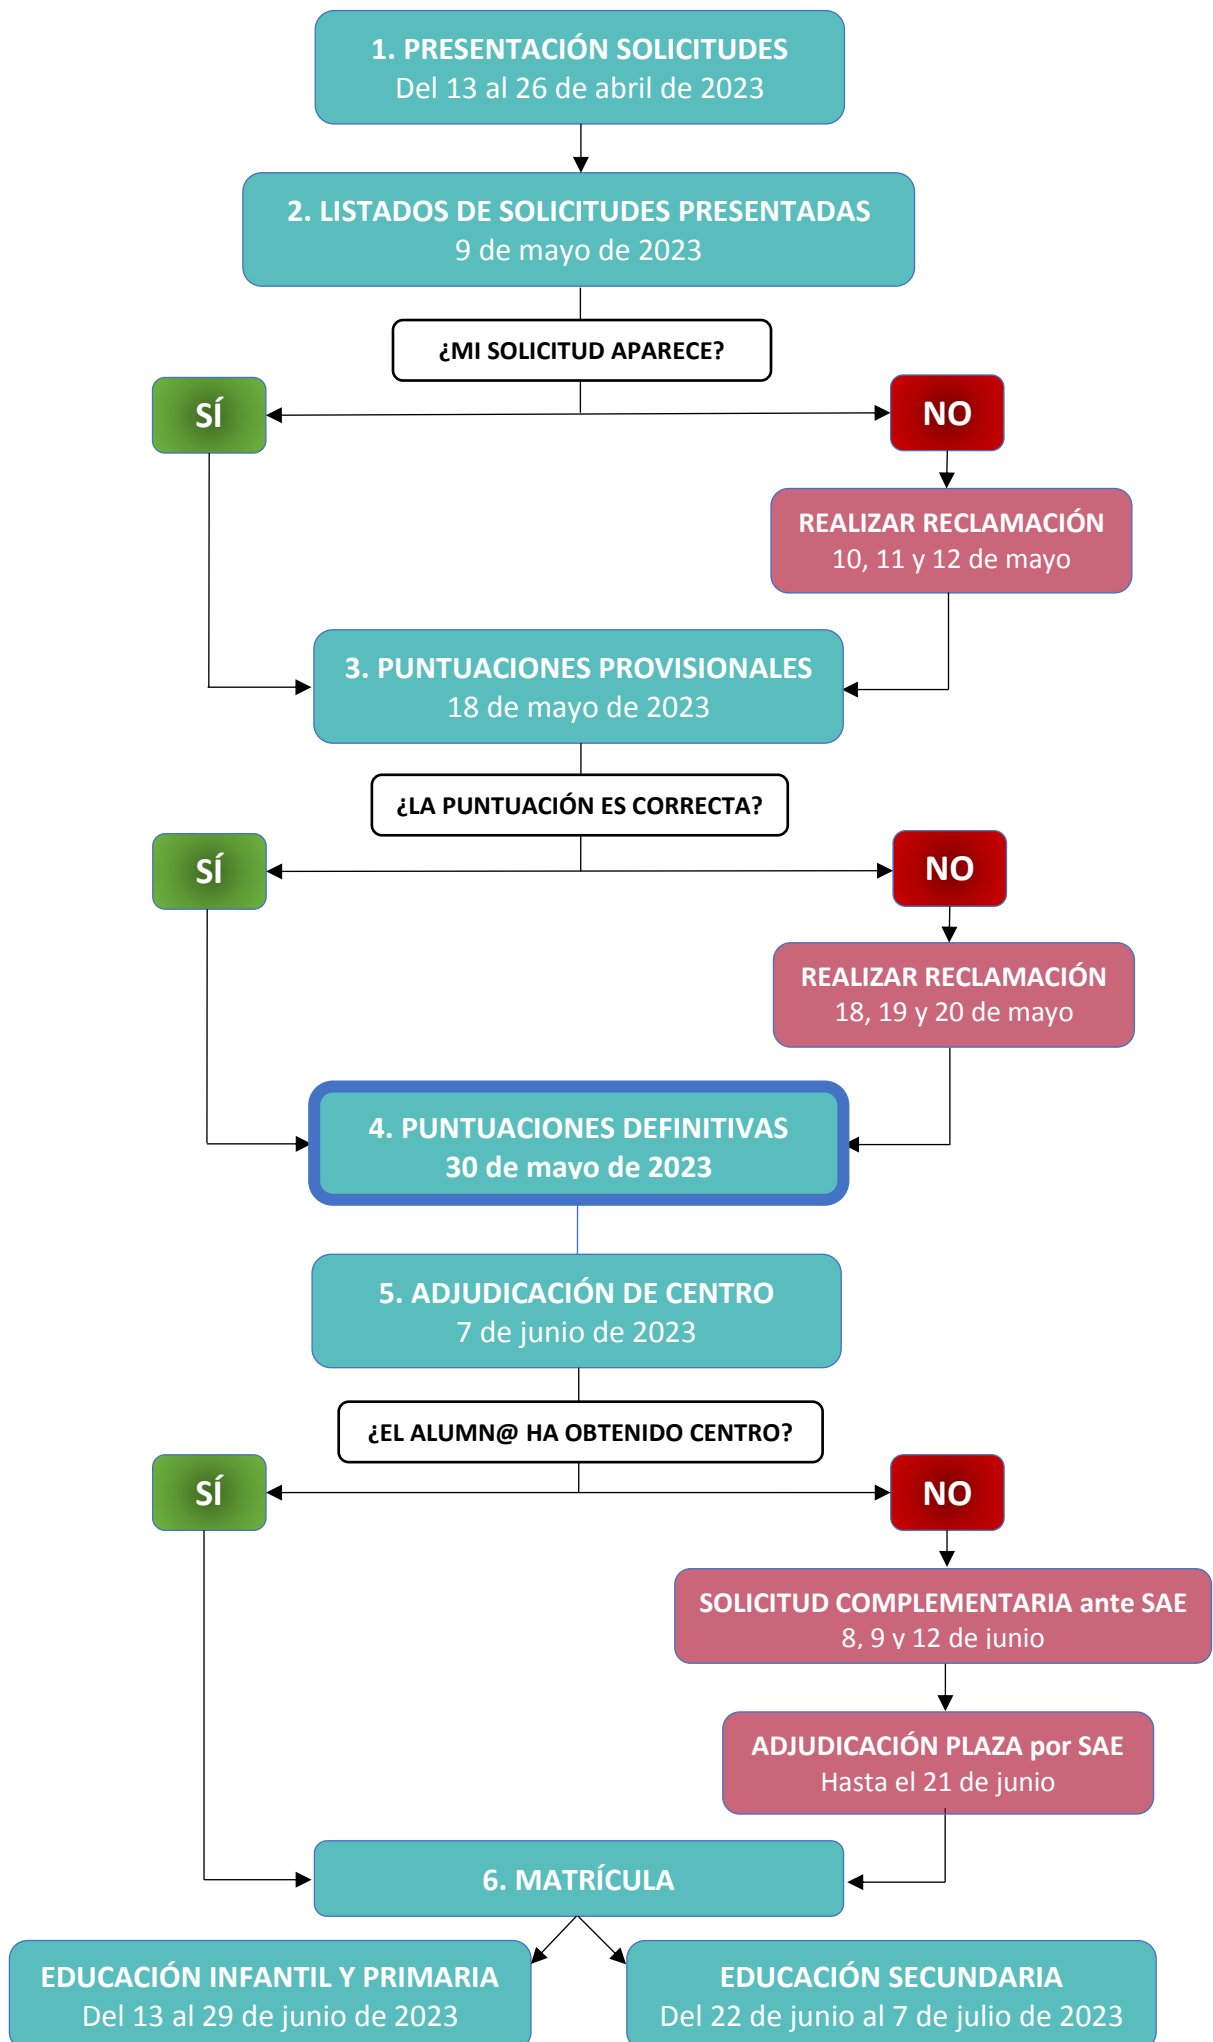 1. PRESENTACIÓN SOLICITUDES
Del 13 al 26 de abril de 2023
2. LISTADOS DE SOLICITUDES PRESENTADAS
9 de mayo de 2023
¿MI SOLICITUD APARECE?
SÍ
NO
REALIZAR RECLAMACIÓN
10, 11 y 12 de mayo
3. PUNTUACIONES PROVISIONALES
18 de mayo de 2023
¿LA PUNTUACIÓN ES CORRECTA?
SÍ
NO
REALIZAR RECLAMACIÓN
18, 19 y 20 de mayo
4. PUNTUACIONES DEFINITIVAS
30 de mayo de 2023
5. ADJUDICACIÓN DE CENTRO
7 de junio de 2023
¿EL ALUMN@ HA OBTENIDO CENTRO?
SÍ
NO
SOLICITUD COMPLEMENTARIA ante SAE
8, 9 y 12 de junio
ADJUDICACIÓN PLAZA por SAE
Hasta el 21 de junio
6. MATRÍCULA
EDUCACIÓN INFANTIL Y PRIMARIA
Del 13 al 29 de junio de 2023
EDUCACIÓN SECUNDARIA
Del 22 de junio al 7 de julio de 2023